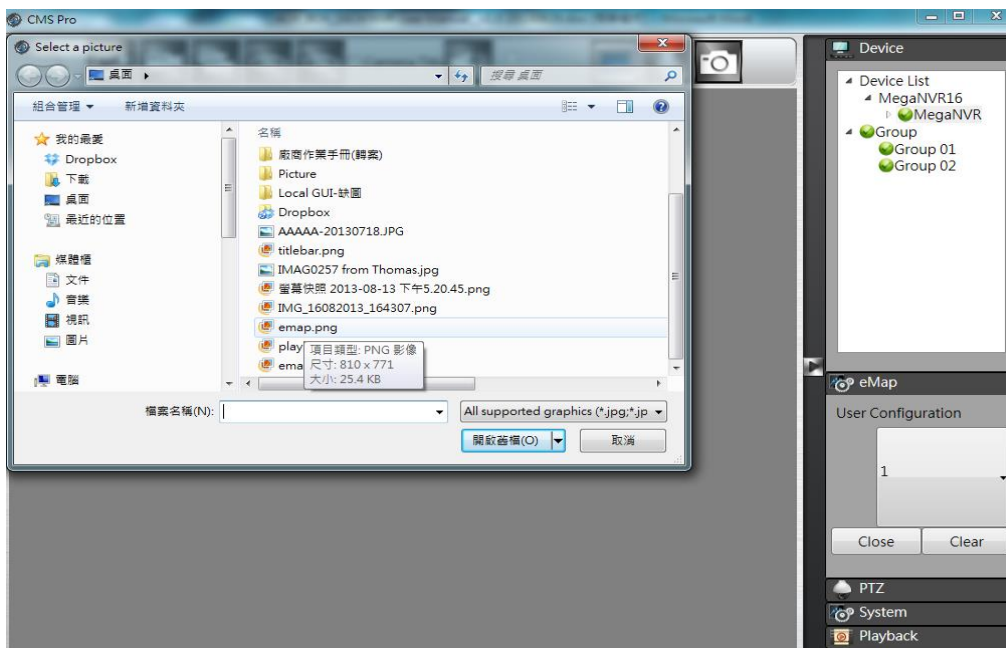 CMS Pro
Select a picture
桌面
搜尋 桌面
組合管理
新增資料夾
我的最愛
Dropbox
下載
桌面
最近的位置
媒體櫃
文件
音樂
視訊
圖片
電腦
名稱
廠商作業手冊(轉案)
Picture
Local GUI-缺圖
Dropbox
AAAAA-20130718.JPG
titlebar.png
IMAG0257 from Thomas.jpg
螢幕快照 2013-08-13 下午5.20.45.png
IMG_16082013_164307.png
emap.png
play
ema
項目類型: PNG 影像
尺寸: 810 x 771
大小: 25.4 KB
檔案名稱(N):
All supported graphics (*.jpg;*.jp
開啟舊檔(O)
取消
Device
Device List
MegaNVR16
MegaNVR
Group
Group 01
Group 02
eMap
User Configuration
1
Close
Clear
PTZ
System
Playback